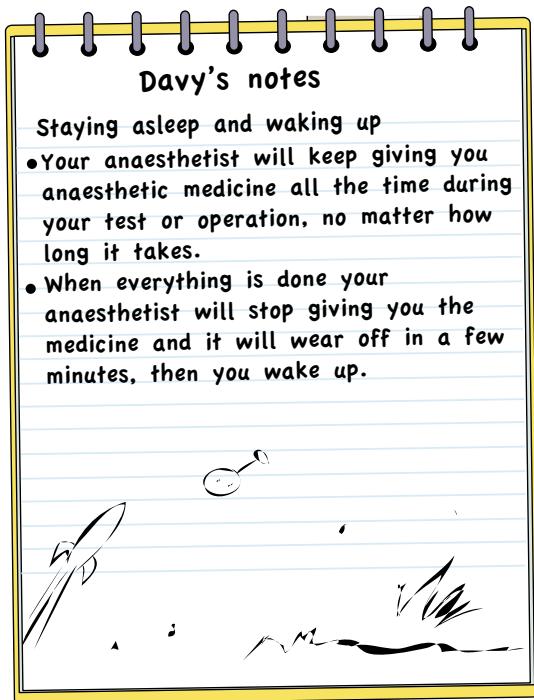 Davy's notes
Staying asleep and waking up
•Your anaesthetist will keep giving you
anaesthetic medicine all the time during
your test or operation, no matter how
long it takes.
•When everything is done your
anaesthetist will stop giving you the
medicine and it will wear off in a few
minutes, then you wake up.